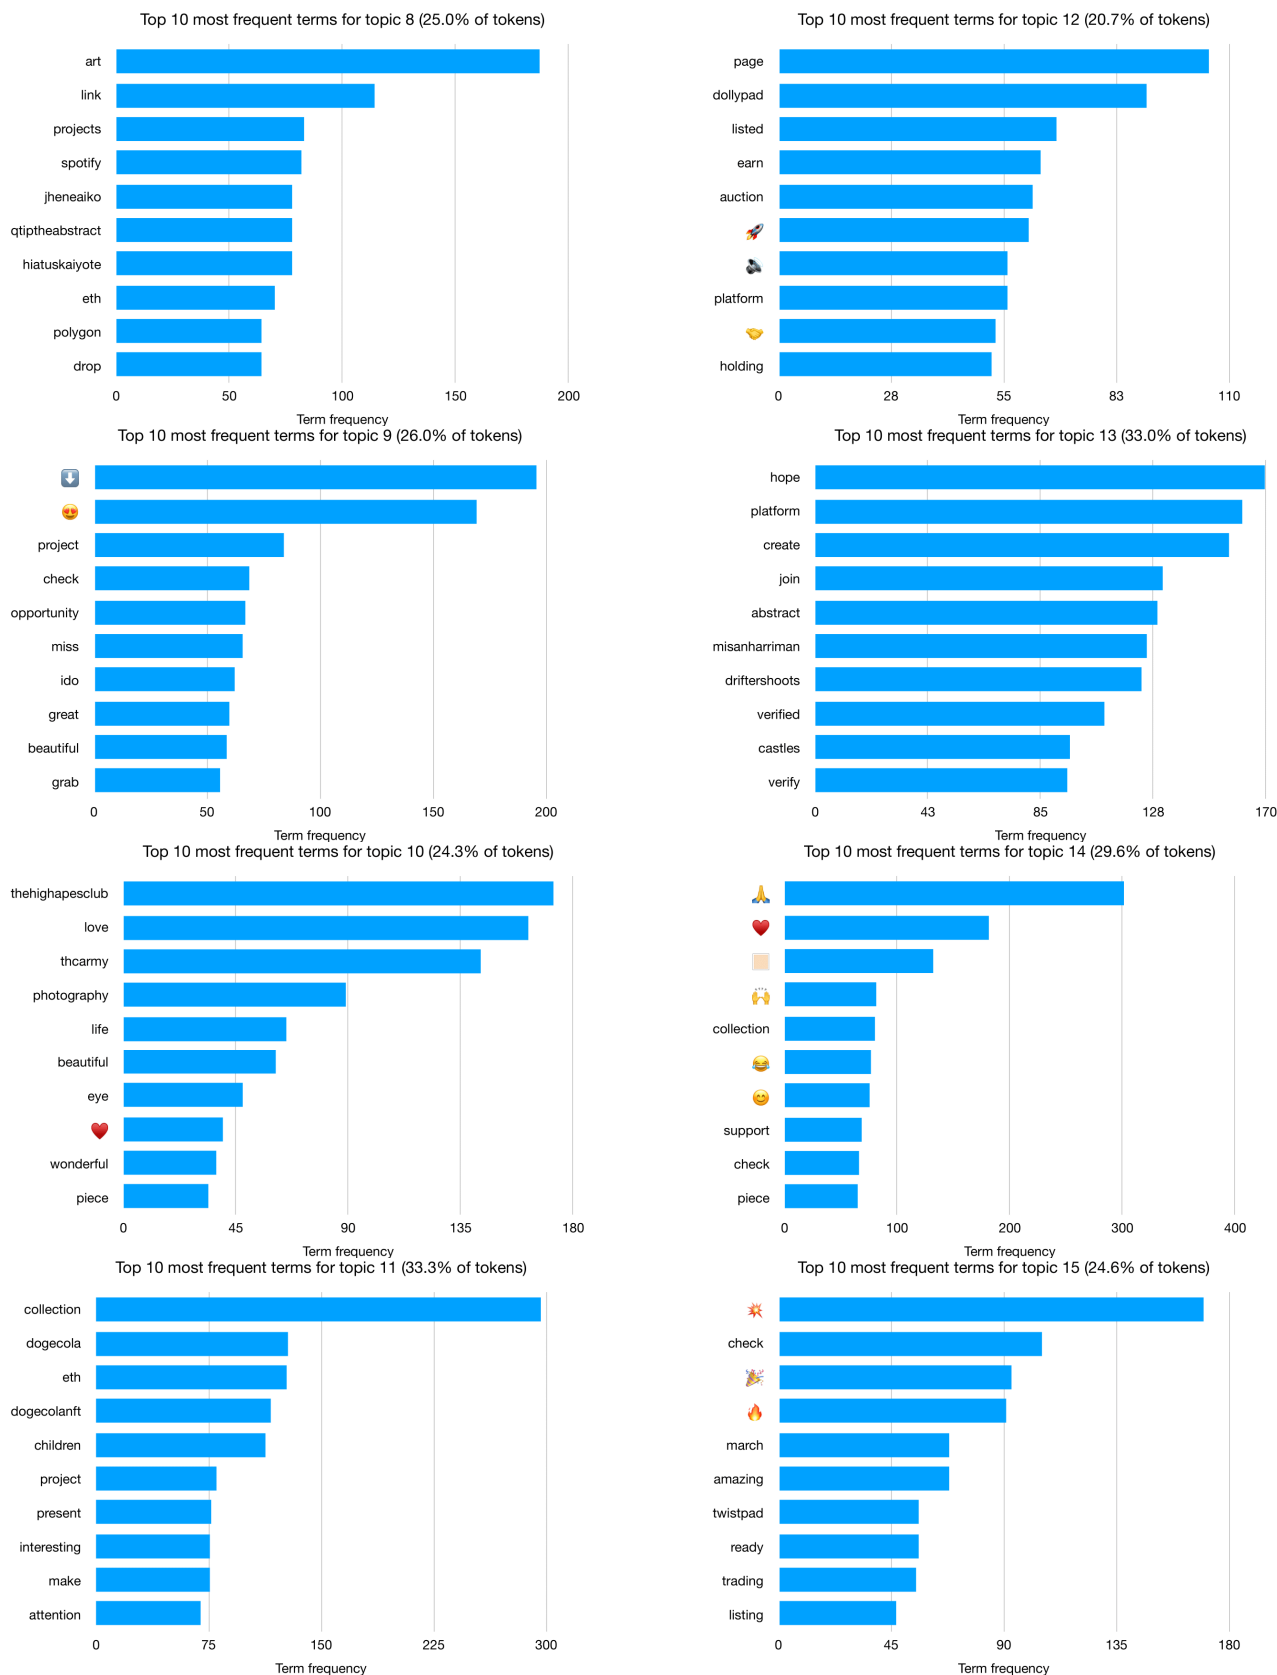 Top 10 most frequent terms for topic 8 (25.0% of tokens)
art
link
projects
spotify
jheneaiko
qtiptheabstract
hiatuskaiyote
eth
polygon
drop
0 50 100 150 200
Term frequency
Top 10 most frequent terms for topic 12 (20.7% of tokens)
page
dollypad
listed
earn
auction
🚀
🔈
platform
🤝
holding
0 28 55 83 110
Term frequency
Top 10 most frequent terms for topic 9 (26.0% of tokens)
⬇️
😍
project
check
opportunity
miss
ido
great
beautiful
grab
0 50 100 150 200
Term frequency
Top 10 most frequent terms for topic 13 (33.0% of tokens)
hope
platform
create
join
abstract
misanharriman
driftershoots
verified
castles
verify
0 43 85 128 170
Term frequency
Top 10 most frequent terms for topic 10 (24.3% of tokens)
thehighapesclub
love
thcarmy
photography
life
beautiful
eye
♥️
wonderful
piece
0 45 90 135 180
Term frequency
Top 10 most frequent terms for topic 14 (29.6% of tokens)
🙏
♥️
🏻
🙌
collection
😂
😊
support
check
piece
0 100 200 300 400
Term frequency
Top 10 most frequent terms for topic 11 (33.3% of tokens)
collection
dogecola
eth
dogecolanft
children
project
present
interesting
make
attention
0 75 150 225 300
Term frequency
Top 10 most frequent terms for topic 15 (24.6% of tokens)
💥
check
🎉
🔥
march
amazing
twistpad
ready
trading
listing
0 45 90 135 180
Term frequency